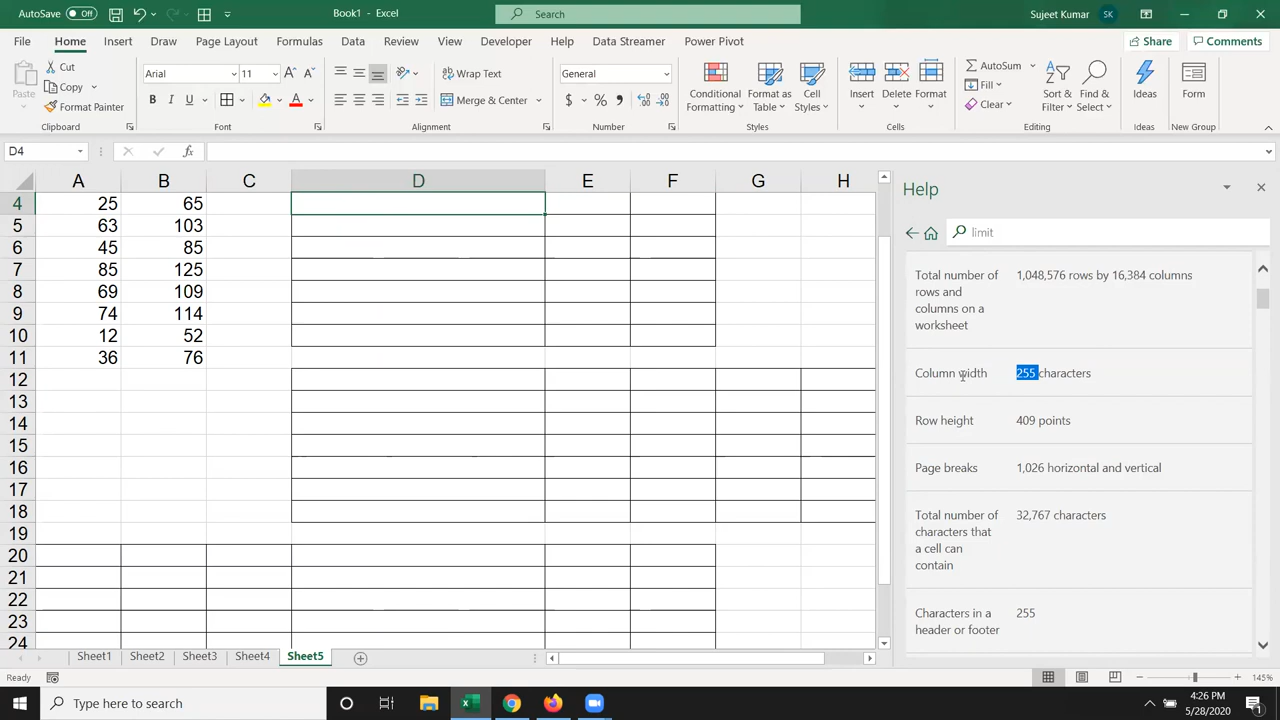 AutoSave Off Book1 - Excel Search Sujeet Kumar SK
File Home Insert Draw Page Layout Formulas Data Review View Developer Help Data Streamer Power Pivot Share Comments
Paste Cut Copy Format Painter Clipboard
Arial 11 A A B I U A Font
Wrap Text Merge & Center Alignment
General $ % , Number
Conditional Formatting Format as Table Cell Styles Styles
Insert Delete Format Cells
AutoSum Fill Clear Sort & Filter Find & Select Editing
Ideas Ideas
Form New Group
D4 fx
A B C D E F G H
4 25 65
5 63 103
6 45 85
7 85 125
8 69 109
9 74 114
10 12 52
11 36 76
12
13
14
15
16
17
18
19
20
21
22
23
24
Help
limit
Total number of 1,048,576 rows by 16,384 columns
rows and
columns on a
worksheet
Column width 255 characters
Row height 409 points
Page breaks 1,026 horizontal and vertical
Total number of 32,767 characters
characters that
a cell can
contain
Characters in a 255
header or footer
Sheet1 Sheet2 Sheet3 Sheet4 Sheet5
Ready 145%
Type here to search 4:26 PM
5/28/2020